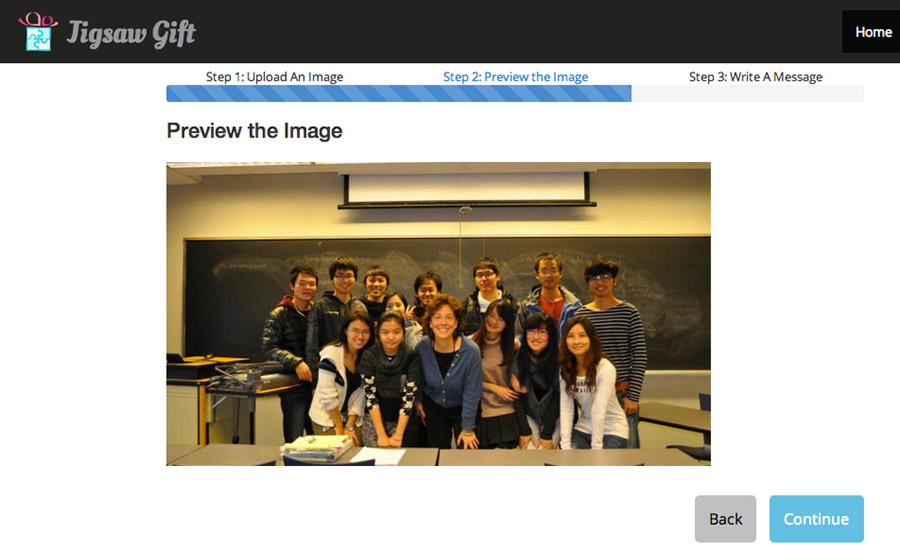 Jigsaw Gift
Home
Step 1: Upload An Image
Step 2: Preview the Image
Step 3: Write A Message
Preview the Image
Back
Continue